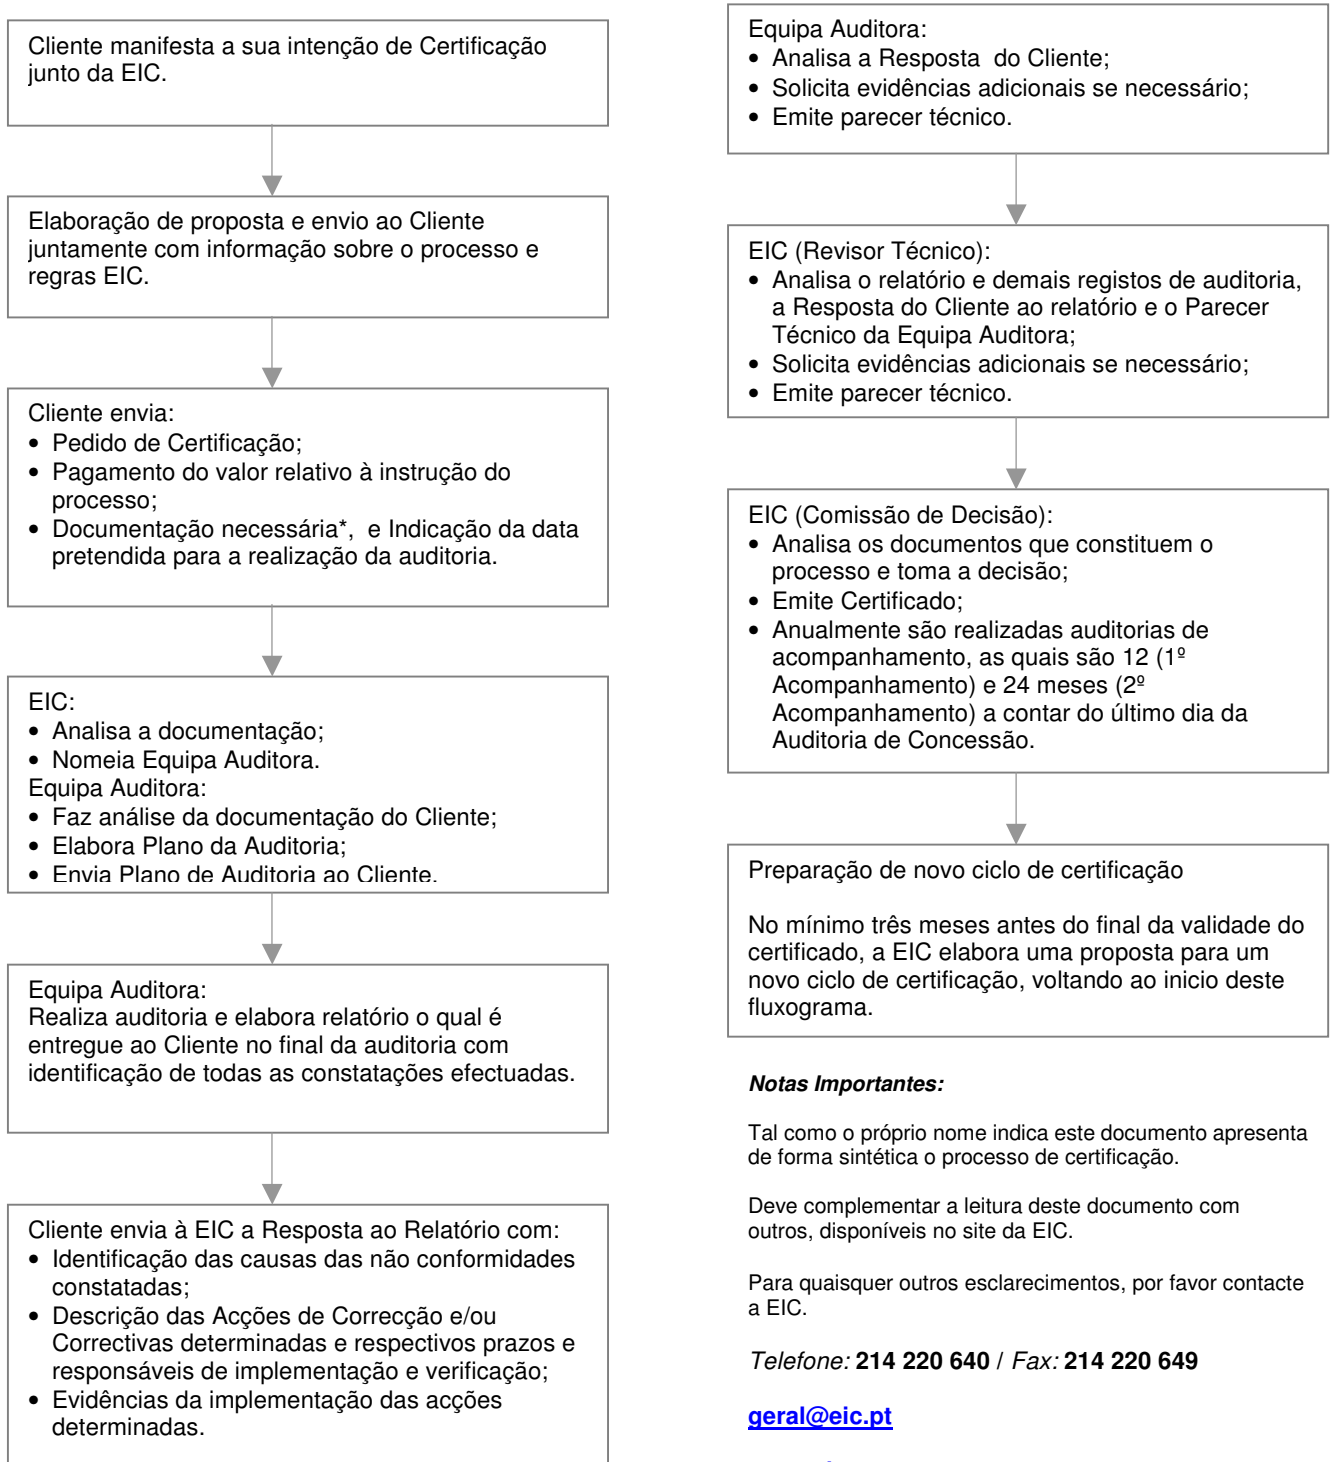 Cliente manifesta a sua intenção de Certificação
junto da EIC.
Elaboração de proposta e envio ao Cliente
juntamente com informação sobre o processo e
regras EIC.
Cliente envia:
• Pedido de Certificação;
• Pagamento do valor relativo à instrução do
processo;
• Documentação necessária*,  e Indicação da data
pretendida para a realização da auditoria.
EIC:
• Analisa a documentação;
• Nomeia Equipa Auditora.
Equipa Auditora:
• Faz análise da documentação do Cliente;
• Elabora Plano da Auditoria;
• Envia Plano de Auditoria ao Cliente.
Equipa Auditora:
Realiza auditoria e elabora relatório o qual é
entregue ao Cliente no final da auditoria com
identificação de todas as constatações efectuadas.
Cliente envia à EIC a Resposta ao Relatório com:
• Identificação das causas das não conformidades
constatadas;
• Descrição das Acções de Correcção e/ou
Correctivas determinadas e respectivos prazos e
responsáveis de implementação e verificação;
• Evidências da implementação das acções
determinadas.
Equipa Auditora:
• Analisa a Resposta  do Cliente;
• Solicita evidências adicionais se necessário;
• Emite parecer técnico.
EIC (Revisor Técnico):
• Analisa o relatório e demais registos de auditoria,
a Resposta do Cliente ao relatório e o Parecer
Técnico da Equipa Auditora;
• Solicita evidências adicionais se necessário;
• Emite parecer técnico.
EIC (Comissão de Decisão):
• Analisa os documentos que constituem o
processo e toma a decisão;
• Emite Certificado;
• Anualmente são realizadas auditorias de
acompanhamento, as quais são 12 (1º
Acompanhamento) e 24 meses (2º
Acompanhamento) a contar do último dia da
Auditoria de Concessão.
Preparação de novo ciclo de certificação
No mínimo três meses antes do final da validade do
certificado, a EIC elabora uma proposta para um
novo ciclo de certificação, voltando ao inicio deste
fluxograma.
Notas Importantes:
Tal como o próprio nome indica este documento apresenta
de forma sintética o processo de certificação.
Deve complementar a leitura deste documento com
outros, disponíveis no site da EIC.
Para quaisquer outros esclarecimentos, por favor contacte
a EIC.
Telefone: 214 220 640 / Fax: 214 220 649
geral@eic.pt